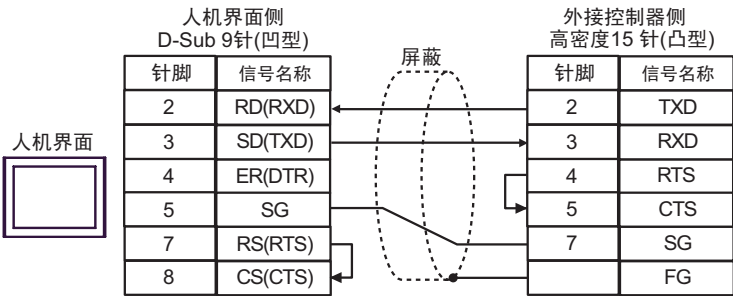 人机界面侧
D-Sub 9针(凹型)
外接控制器侧
高密度15 针(凸型)
屏蔽
针脚 信号名称 针脚 信号名称
2 RD(RXD) 2 TXD
3 SD(TXD) 3 RXD
人机界面
4 ER(DTR) 4 RTS
5 SG 5 CTS
7 RS(RTS) 7 SG
8 CS(CTS) FG